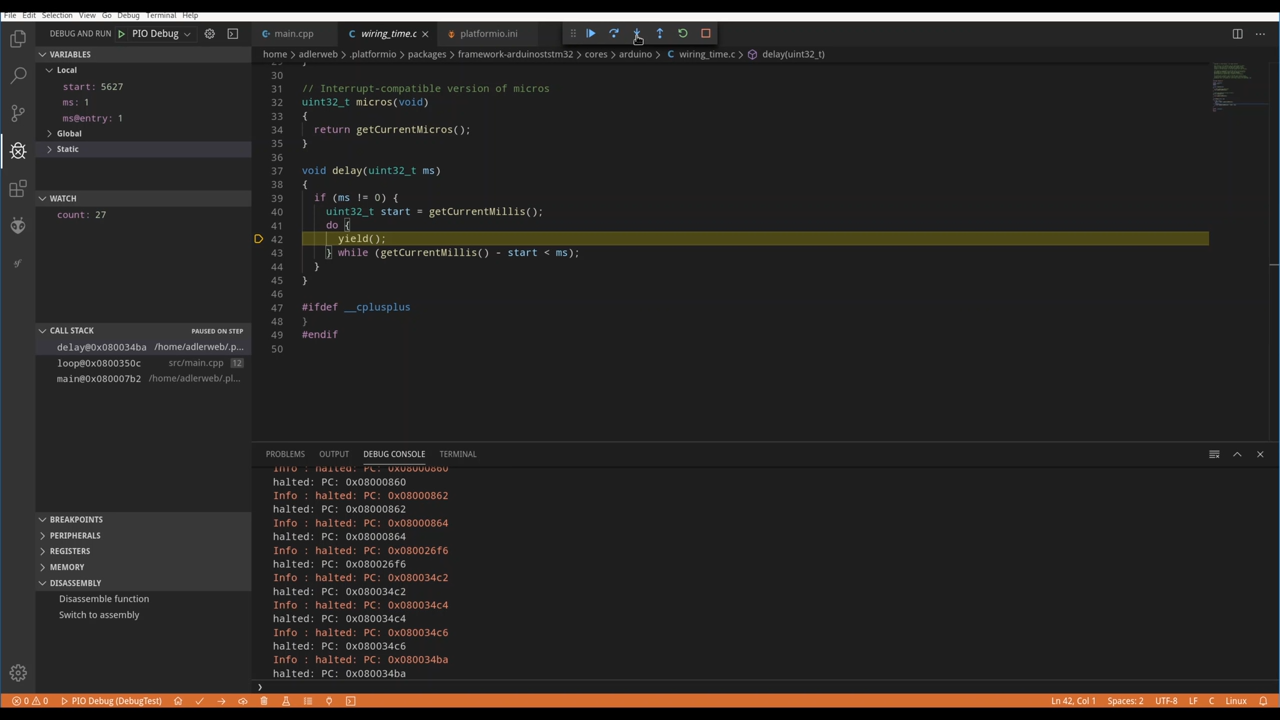 File Edit Selection View Go Debug Terminal Help
DEBUG AND RUN PIO Debug
main.cpp wiring_time.c platformio.ini
home > adlerweb > .platformio > packages > framework-arduinoststm32 > cores > arduino > wiring_time.c > delay(uint32_t)
VARIABLES
Local
start: 5627
ms: 1
ms@entry: 1
Global
Static
WATCH
count: 27
CALL STACK PAUSED ON STEP
delay@0x080034ba /home/adlerweb/.p...
loop@0x0800350c src/main.cpp 12
main@0x080007b2 /home/adlerweb/.pl...
BREAKPOINTS
PERIPHERALS
REGISTERS
MEMORY
DISASSEMBLY
Disassemble function
Switch to assembly
30
31 // Interrupt-compatible version of micros
32 uint32_t micros(void)
33 {
34 return getCurrentMicros();
35 }
36
37 void delay(uint32_t ms)
38 {
39 if (ms != 0) {
40 uint32_t start = getCurrentMillis();
41 do {
42 yield();
43 } while (getCurrentMillis() - start < ms);
44 }
45 }
46
47 #ifdef __cplusplus
48 }
49 #endif
50
PROBLEMS OUTPUT DEBUG CONSOLE TERMINAL
Info : halted: PC: 0x08000860
halted: PC: 0x08000860
Info : halted: PC: 0x08000862
halted: PC: 0x08000862
Info : halted: PC: 0x08000864
halted: PC: 0x08000864
Info : halted: PC: 0x080026f6
halted: PC: 0x080026f6
Info : halted: PC: 0x080034c2
halted: PC: 0x080034c2
Info : halted: PC: 0x080034c4
halted: PC: 0x080034c4
Info : halted: PC: 0x080034c6
halted: PC: 0x080034c6
Info : halted: PC: 0x080034ba
halted: PC: 0x080034ba
0 0 PIO Debug (DebugTest) Ln 42, Col 1 Spaces: 2 UTF-8 LF C Linux